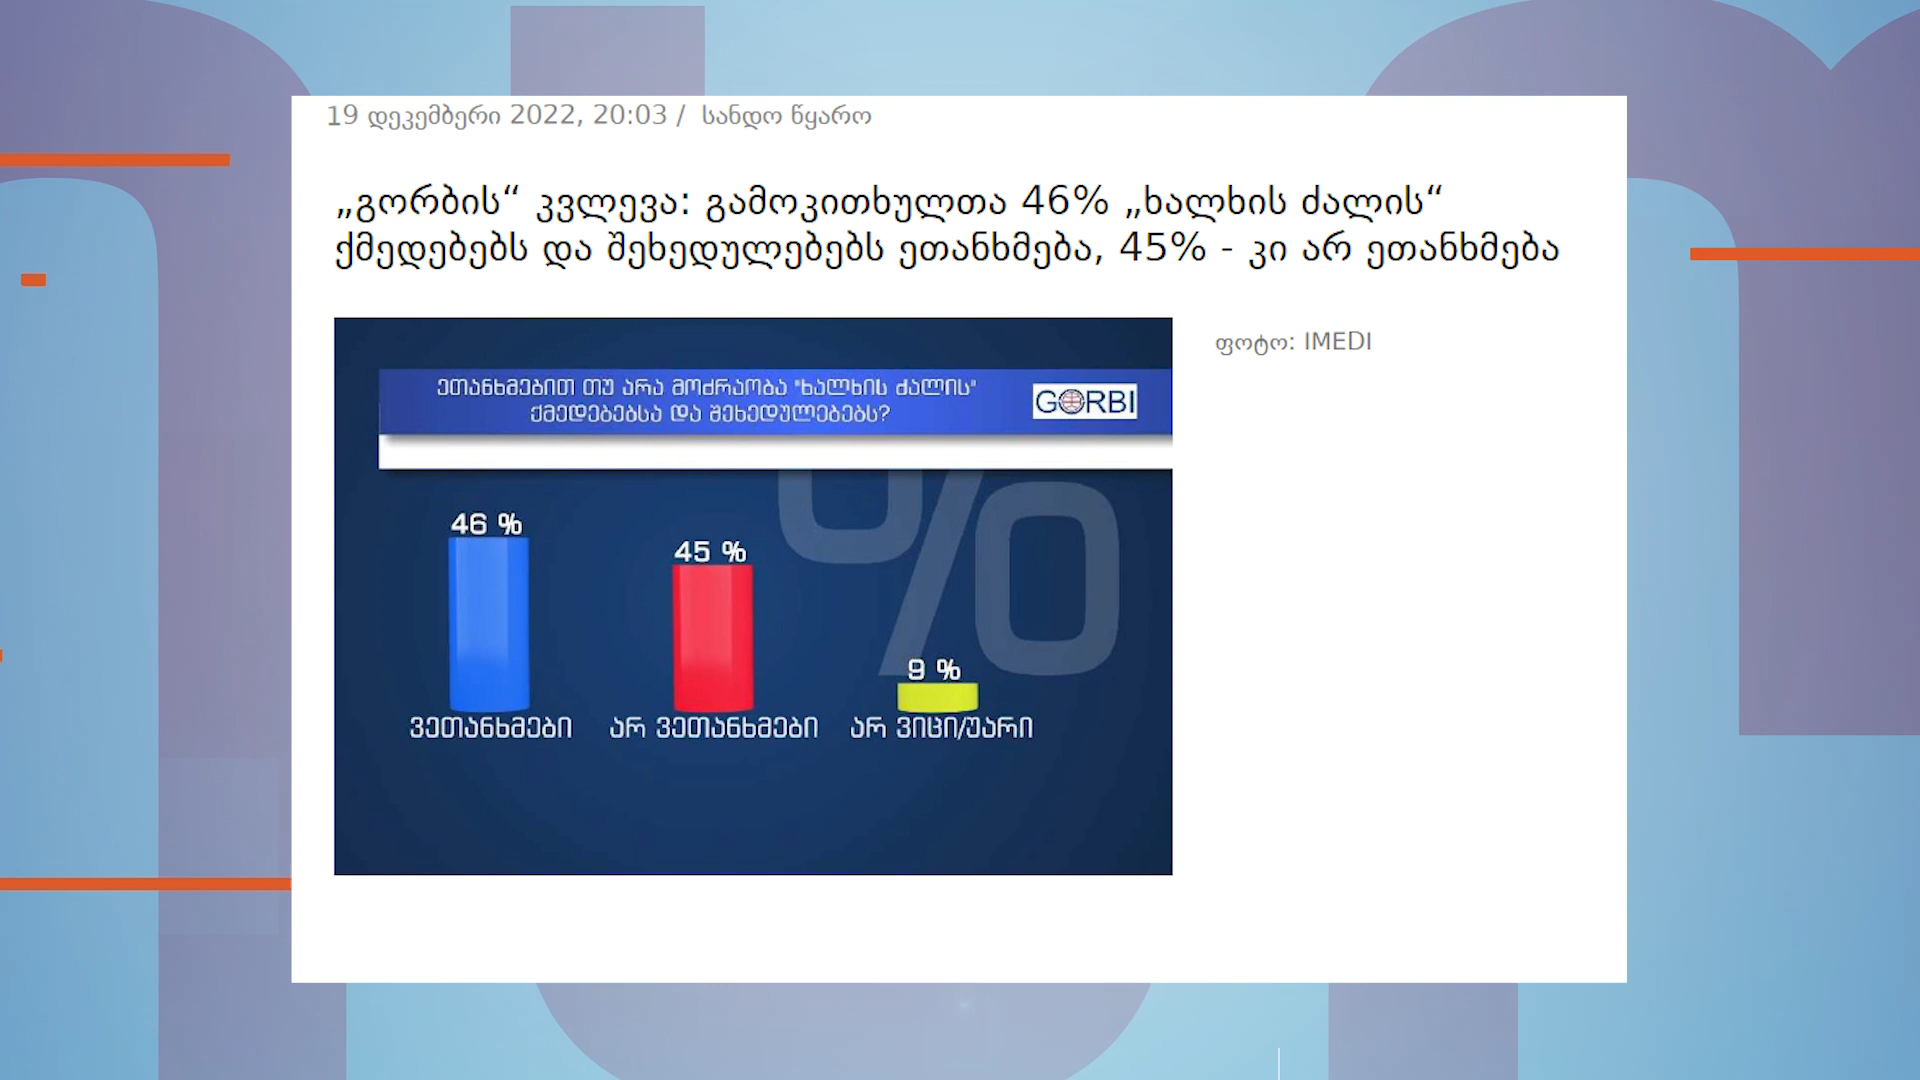 19 დეკემბერი 2022, 20:03 / სანდო წყარო
„გორბის“ კვლევა: გამოკითხულთა 46% „ხალხის ძალის“
ქმედებებს და შეხედულებებს ეთანხმება, 45% - კი არ ეთანხმება
ფოტო: IMEDI
ეთანხმებით თუ არა მოძრაობა "ხალხის ძალის"
ქმედებებსა და შეხედულებებს?
GORBI
46 %
45 %
9 %
ვეთანხმები
არ ვეთანხმები
არ ვიცი/უარი
%